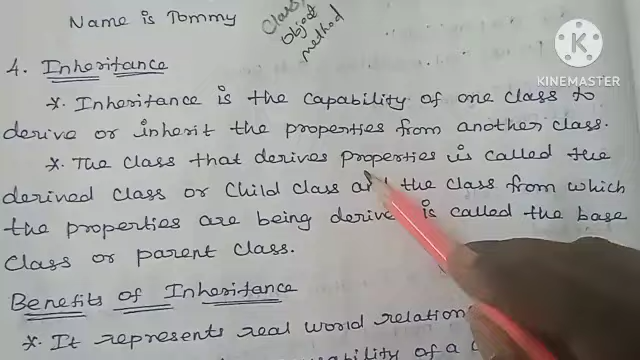 Name is Tommy
Class,
Object
method
KINEMASTER
4. Inheritance
*. Inheritance is the capability of one class to
derive or inherit the properties from another class.
*. The class that derives properties is called the
derived class or child class and the class from which
the properties are being derive is called the base
class or parent class.
Benefits of Inheritance
*. It represents real world relation
of a